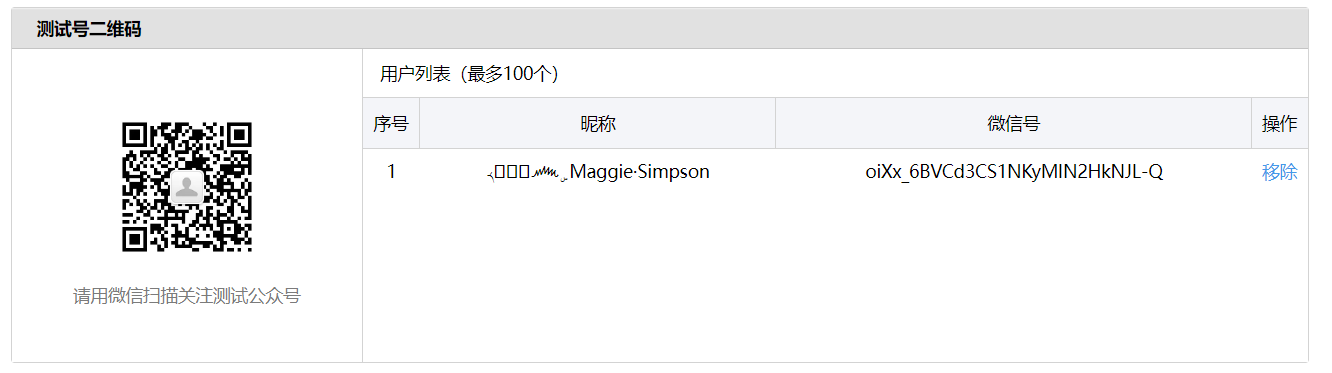 测试号二维码
用户列表（最多100个）
序号 昵称 微信号 操作
1 Maggie·Simpson oiXx_6BVCd3CS1NKyMIN2HkNJL-Q 移除
请用微信扫描关注测试公众号